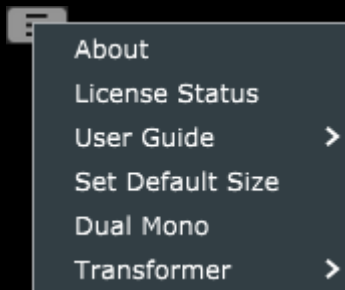 About
License Status
User Guide
Set Default Size
Dual Mono
Transformer